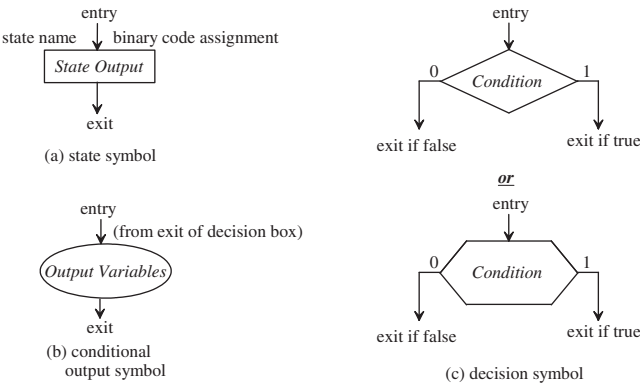 entry
state name binary code assignment
State Output
exit
(a) state symbol
entry
(from exit of decision box)
Output Variables
exit
(b) conditional
output symbol
entry
0 1
Condition
exit if false exit if true
or
entry
0 1
Condition
exit if false exit if true
(c) decision symbol